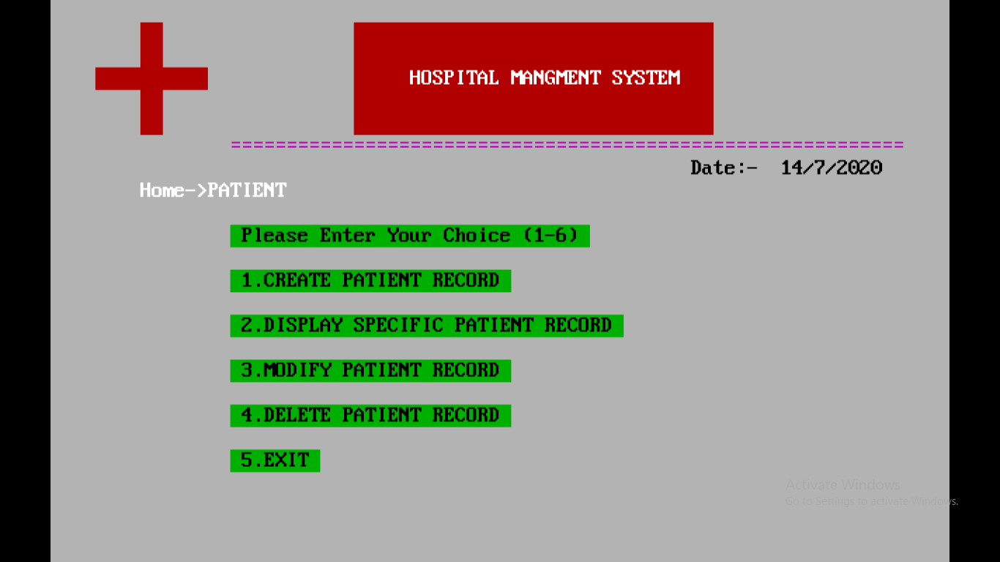 HOSPITAL MANGMENT SYSTEM
============================================================
Date:- 14/7/2020
Home->PATIENT
Please Enter Your Choice (1-6)
1.CREATE PATIENT RECORD
2.DISPLAY SPECIFIC PATIENT RECORD
3.MODIFY PATIENT RECORD
4.DELETE PATIENT RECORD
5.EXIT
Activate Windows
Go to Settings to activate Windows.